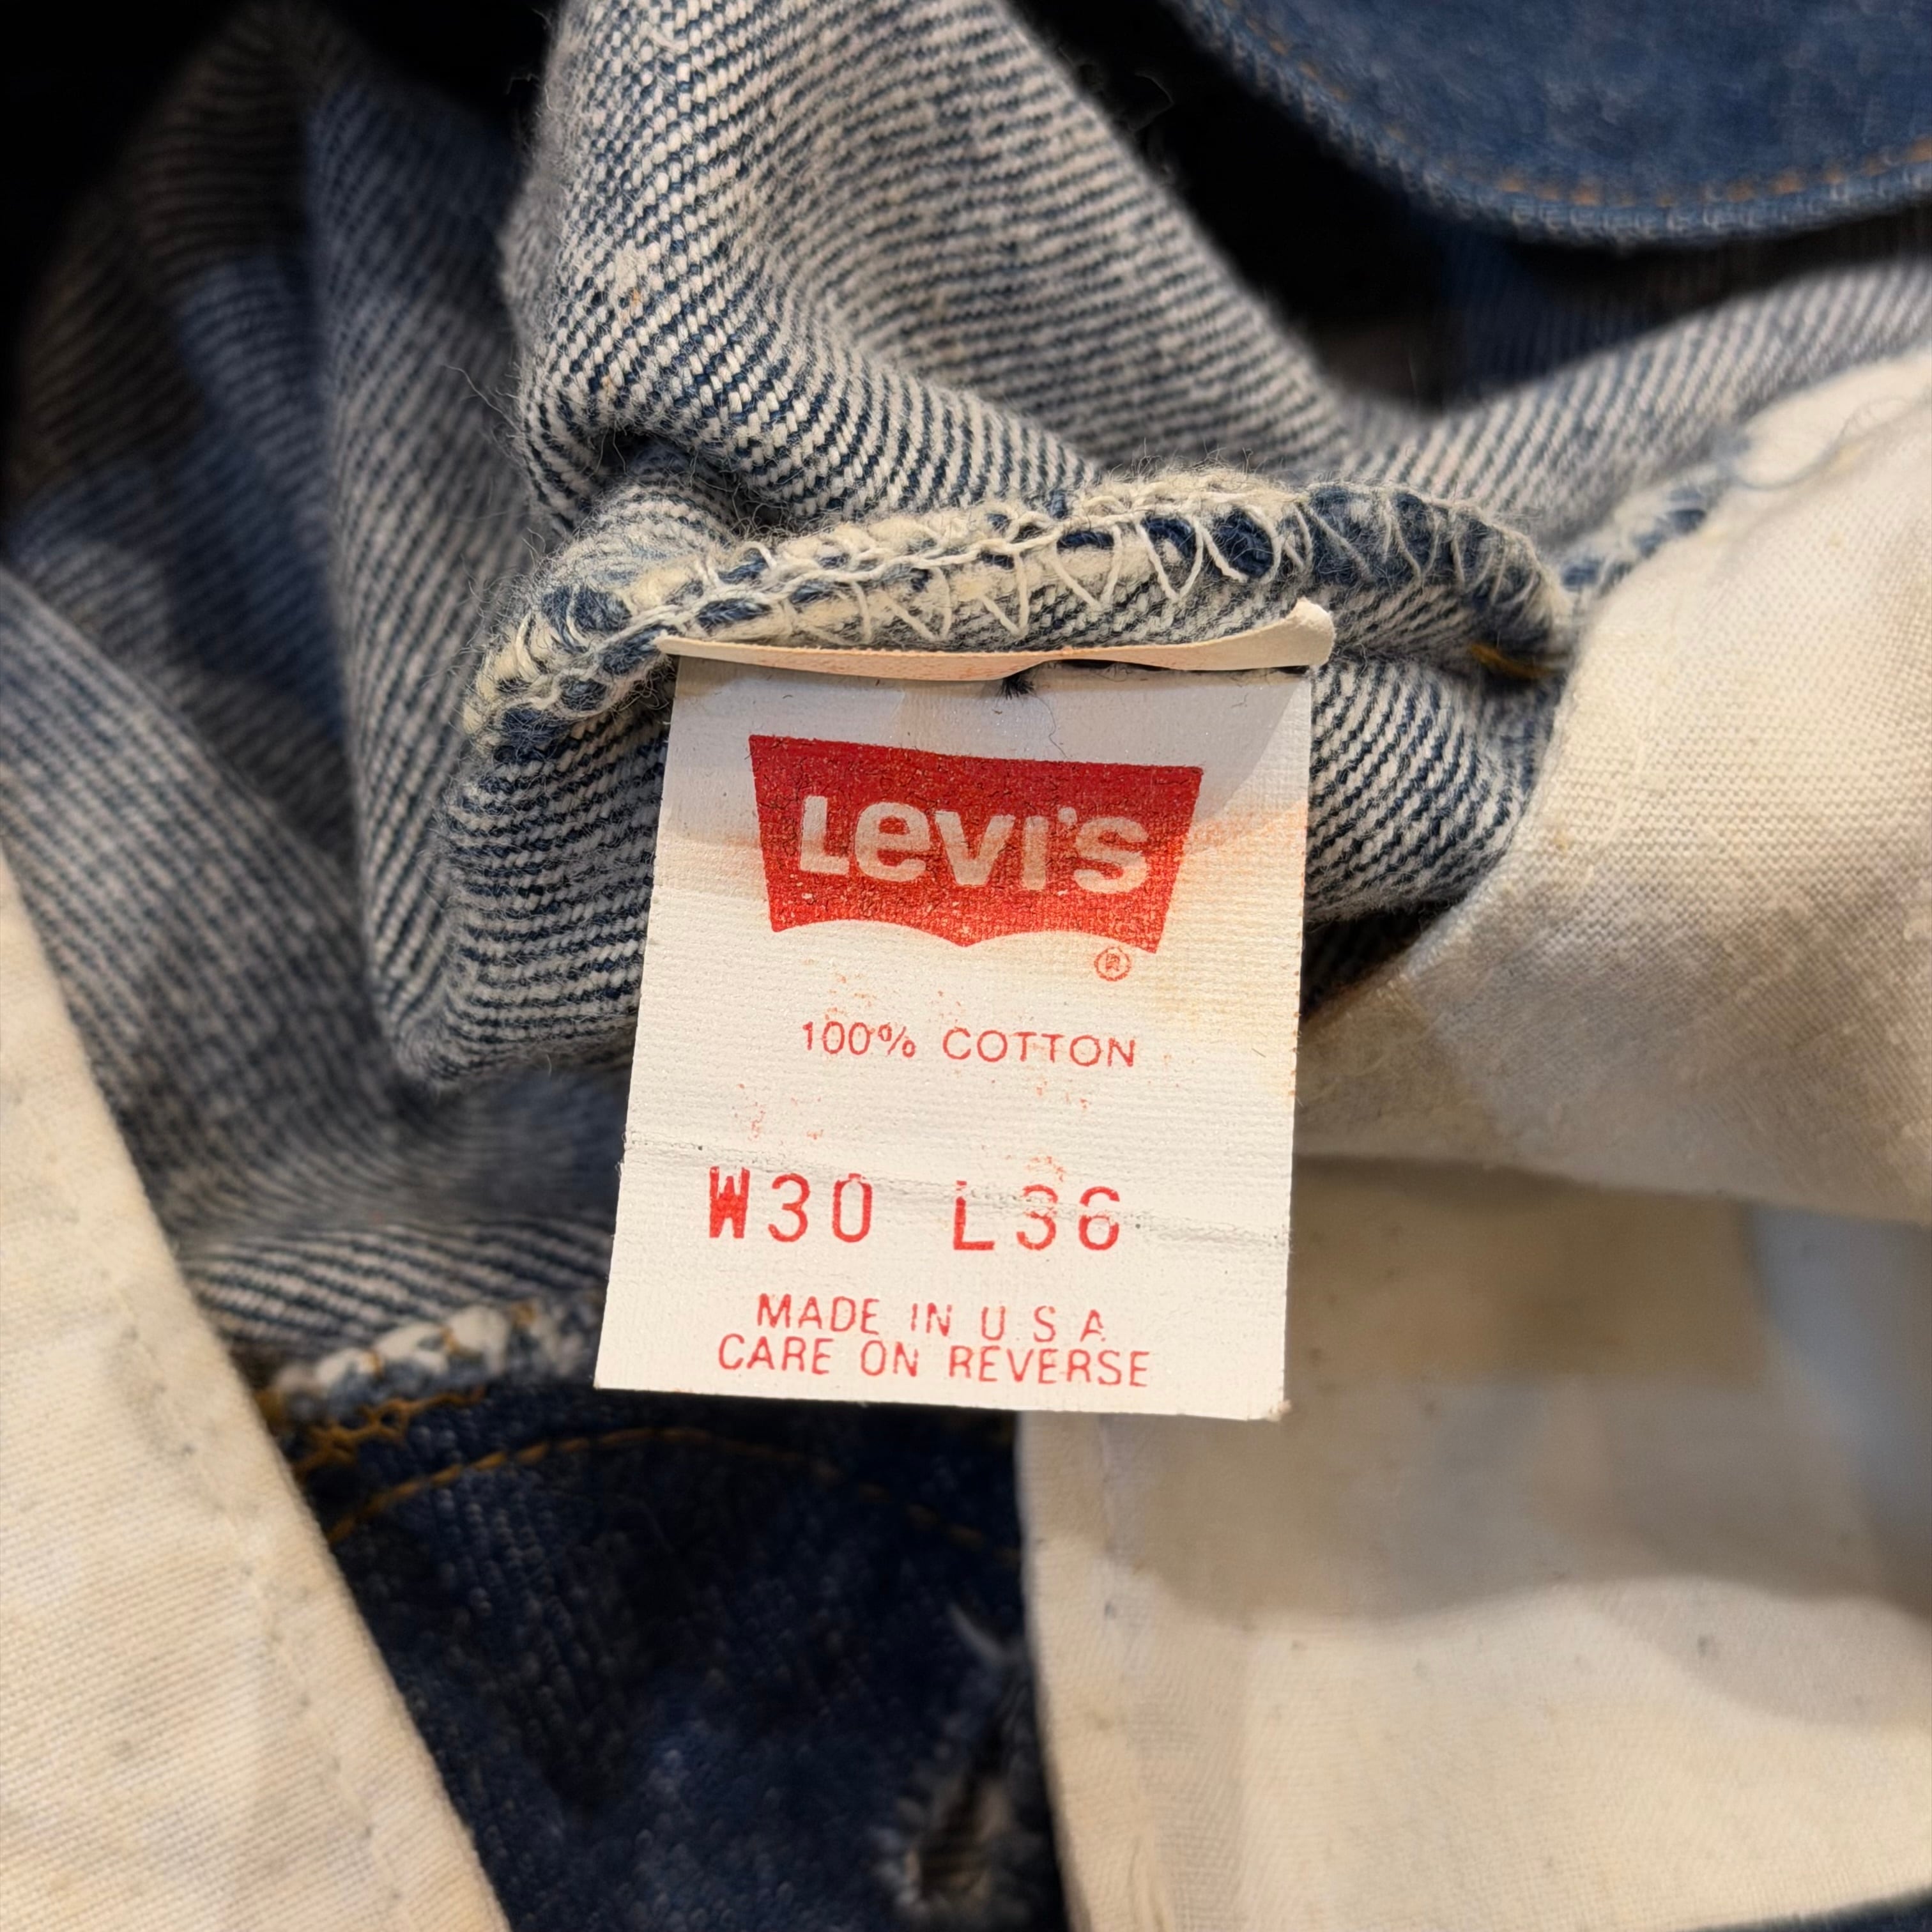 Levi's
®
100% COTTON
W30 L36
MADE IN U S A
CARE ON REVERSE